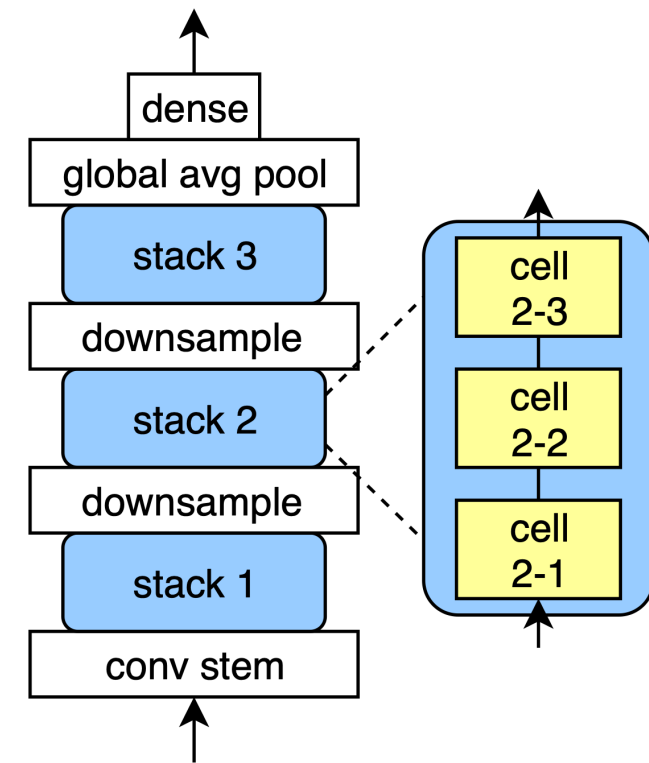 dense
global avg pool
stack 3
downsample
stack 2
downsample
stack 1
conv stem
cell
2-3
cell
2-2
cell
2-1